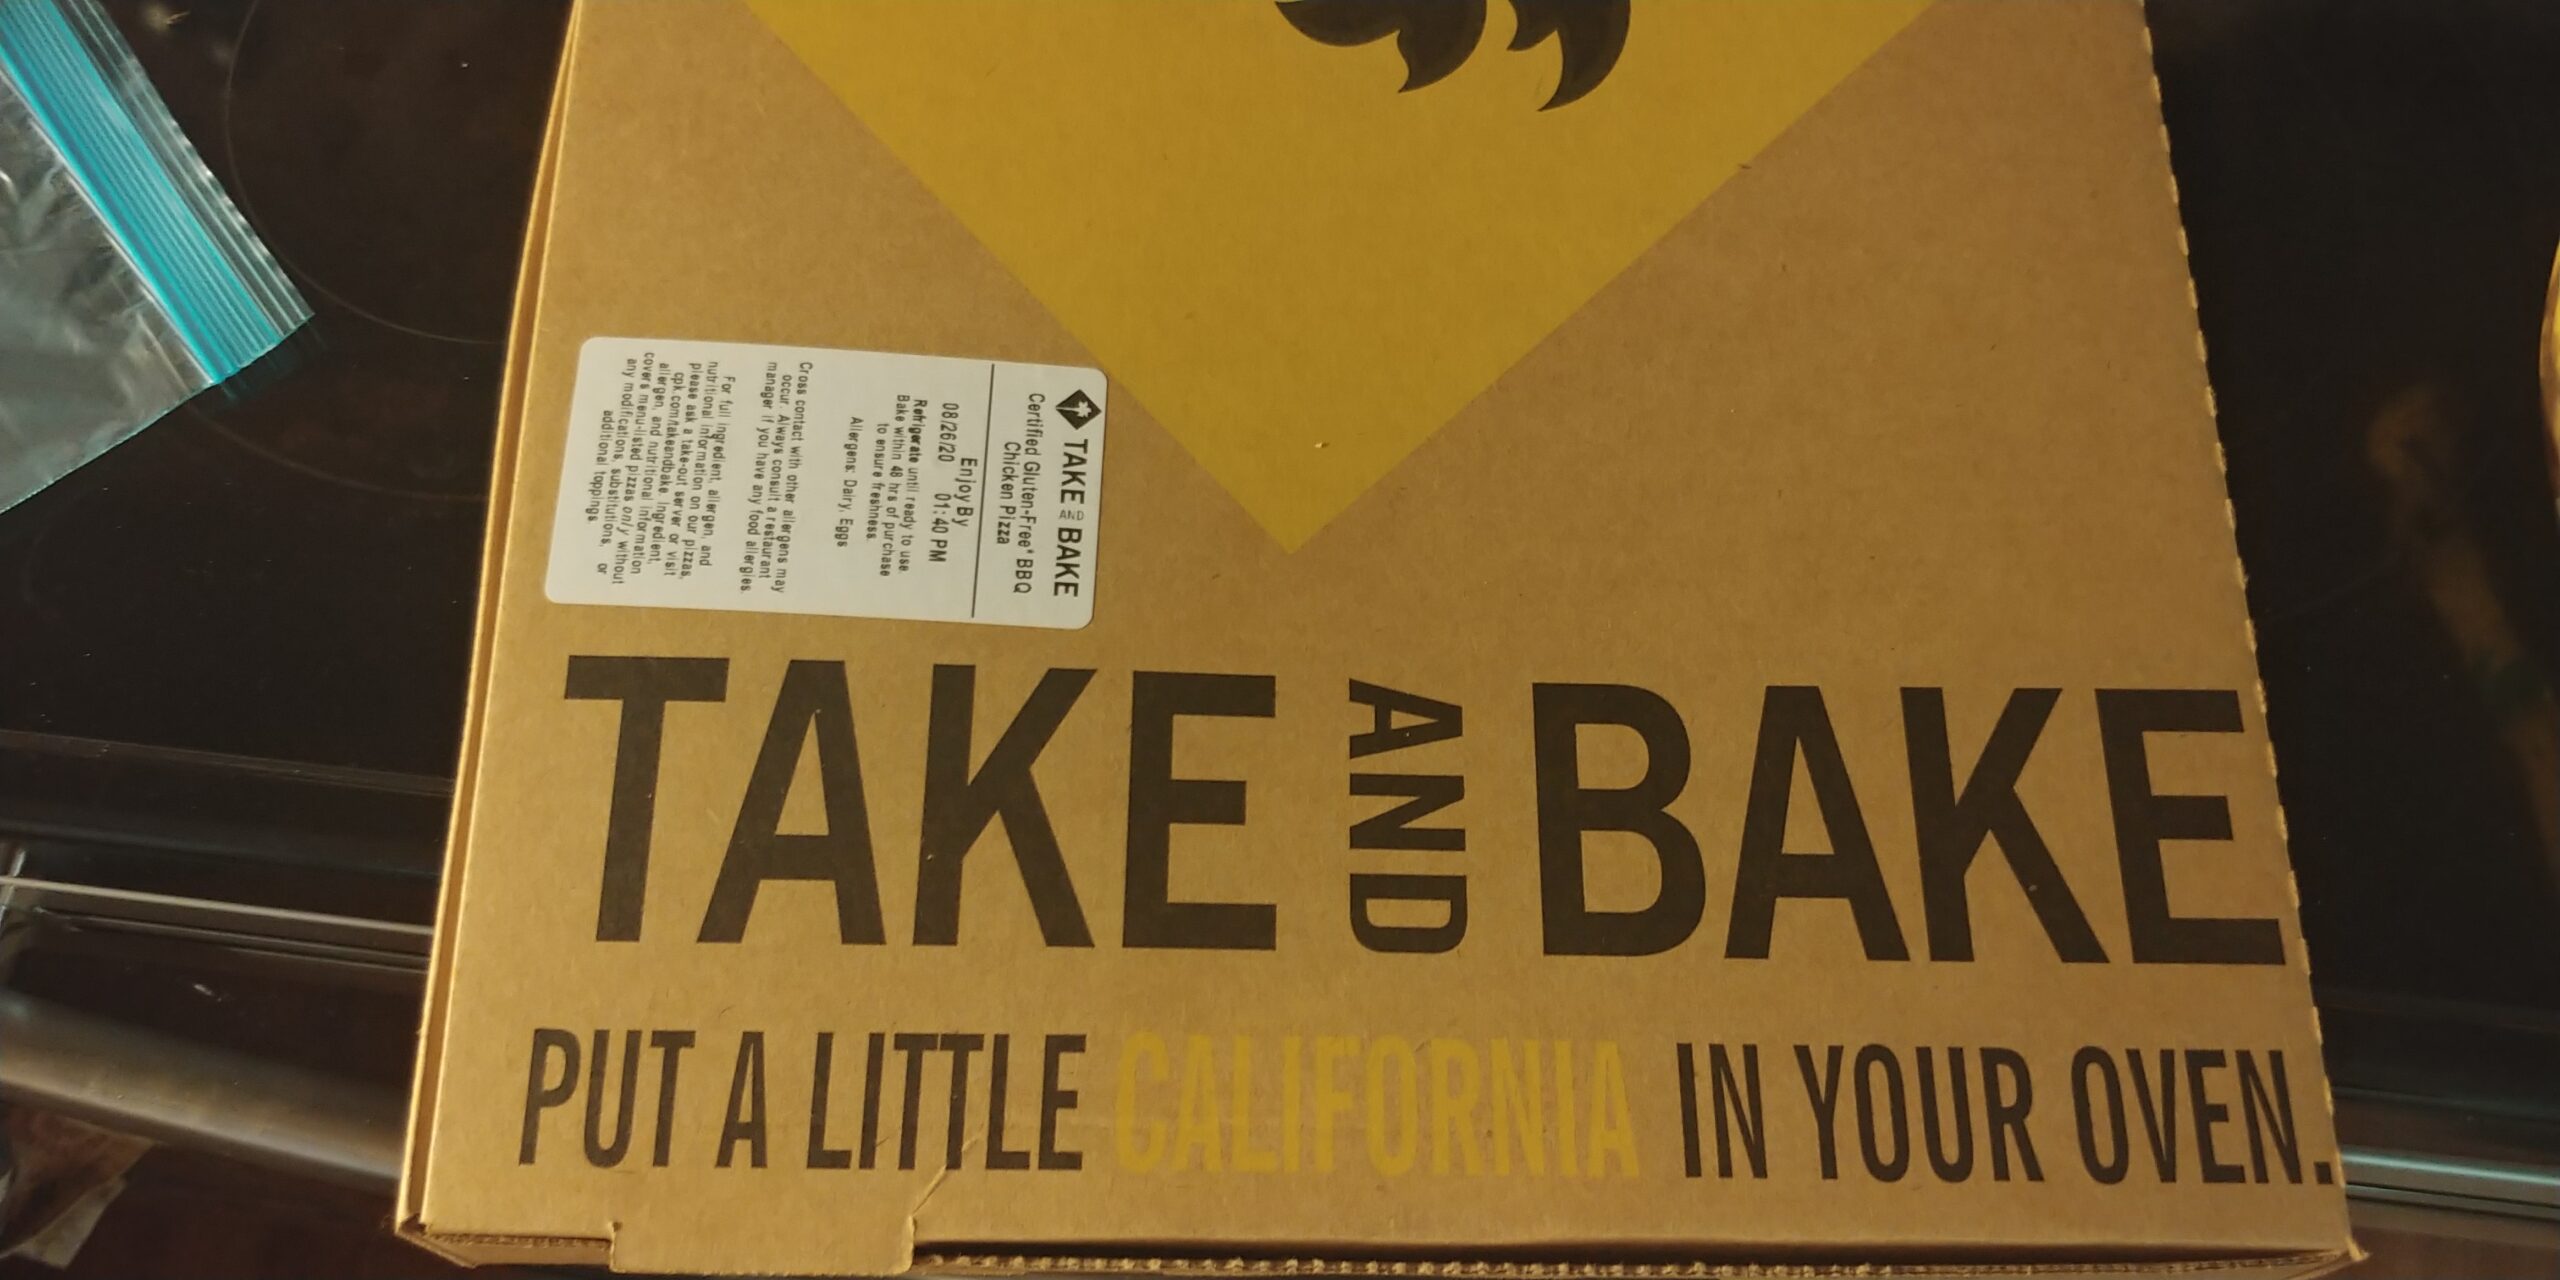 TAKE AND BAKE
Certified Gluten-Free* BBQ
Chicken Pizza
Enjoy By
08/26/20 01:40 PM
Refrigerate until ready to use.
Bake within 48 hrs of purchase
to ensure freshness.
Allergens: Dairy, Eggs
Cross contact with other allergens may
occur. Always consult a restaurant
manager if you have any food allergies.
For full ingredient, allergen, and
nutritional information on our pizzas,
please ask a take-out server or visit
cpk.com/takeandbake. Ingredient,
allergen, and nutritional information
covers menu-listed pizzas only without
any modifications, substitutions, or
additional toppings.
TAKE AND BAKE
PUT A LITTLE CALIFORNIA IN YOUR OVEN.